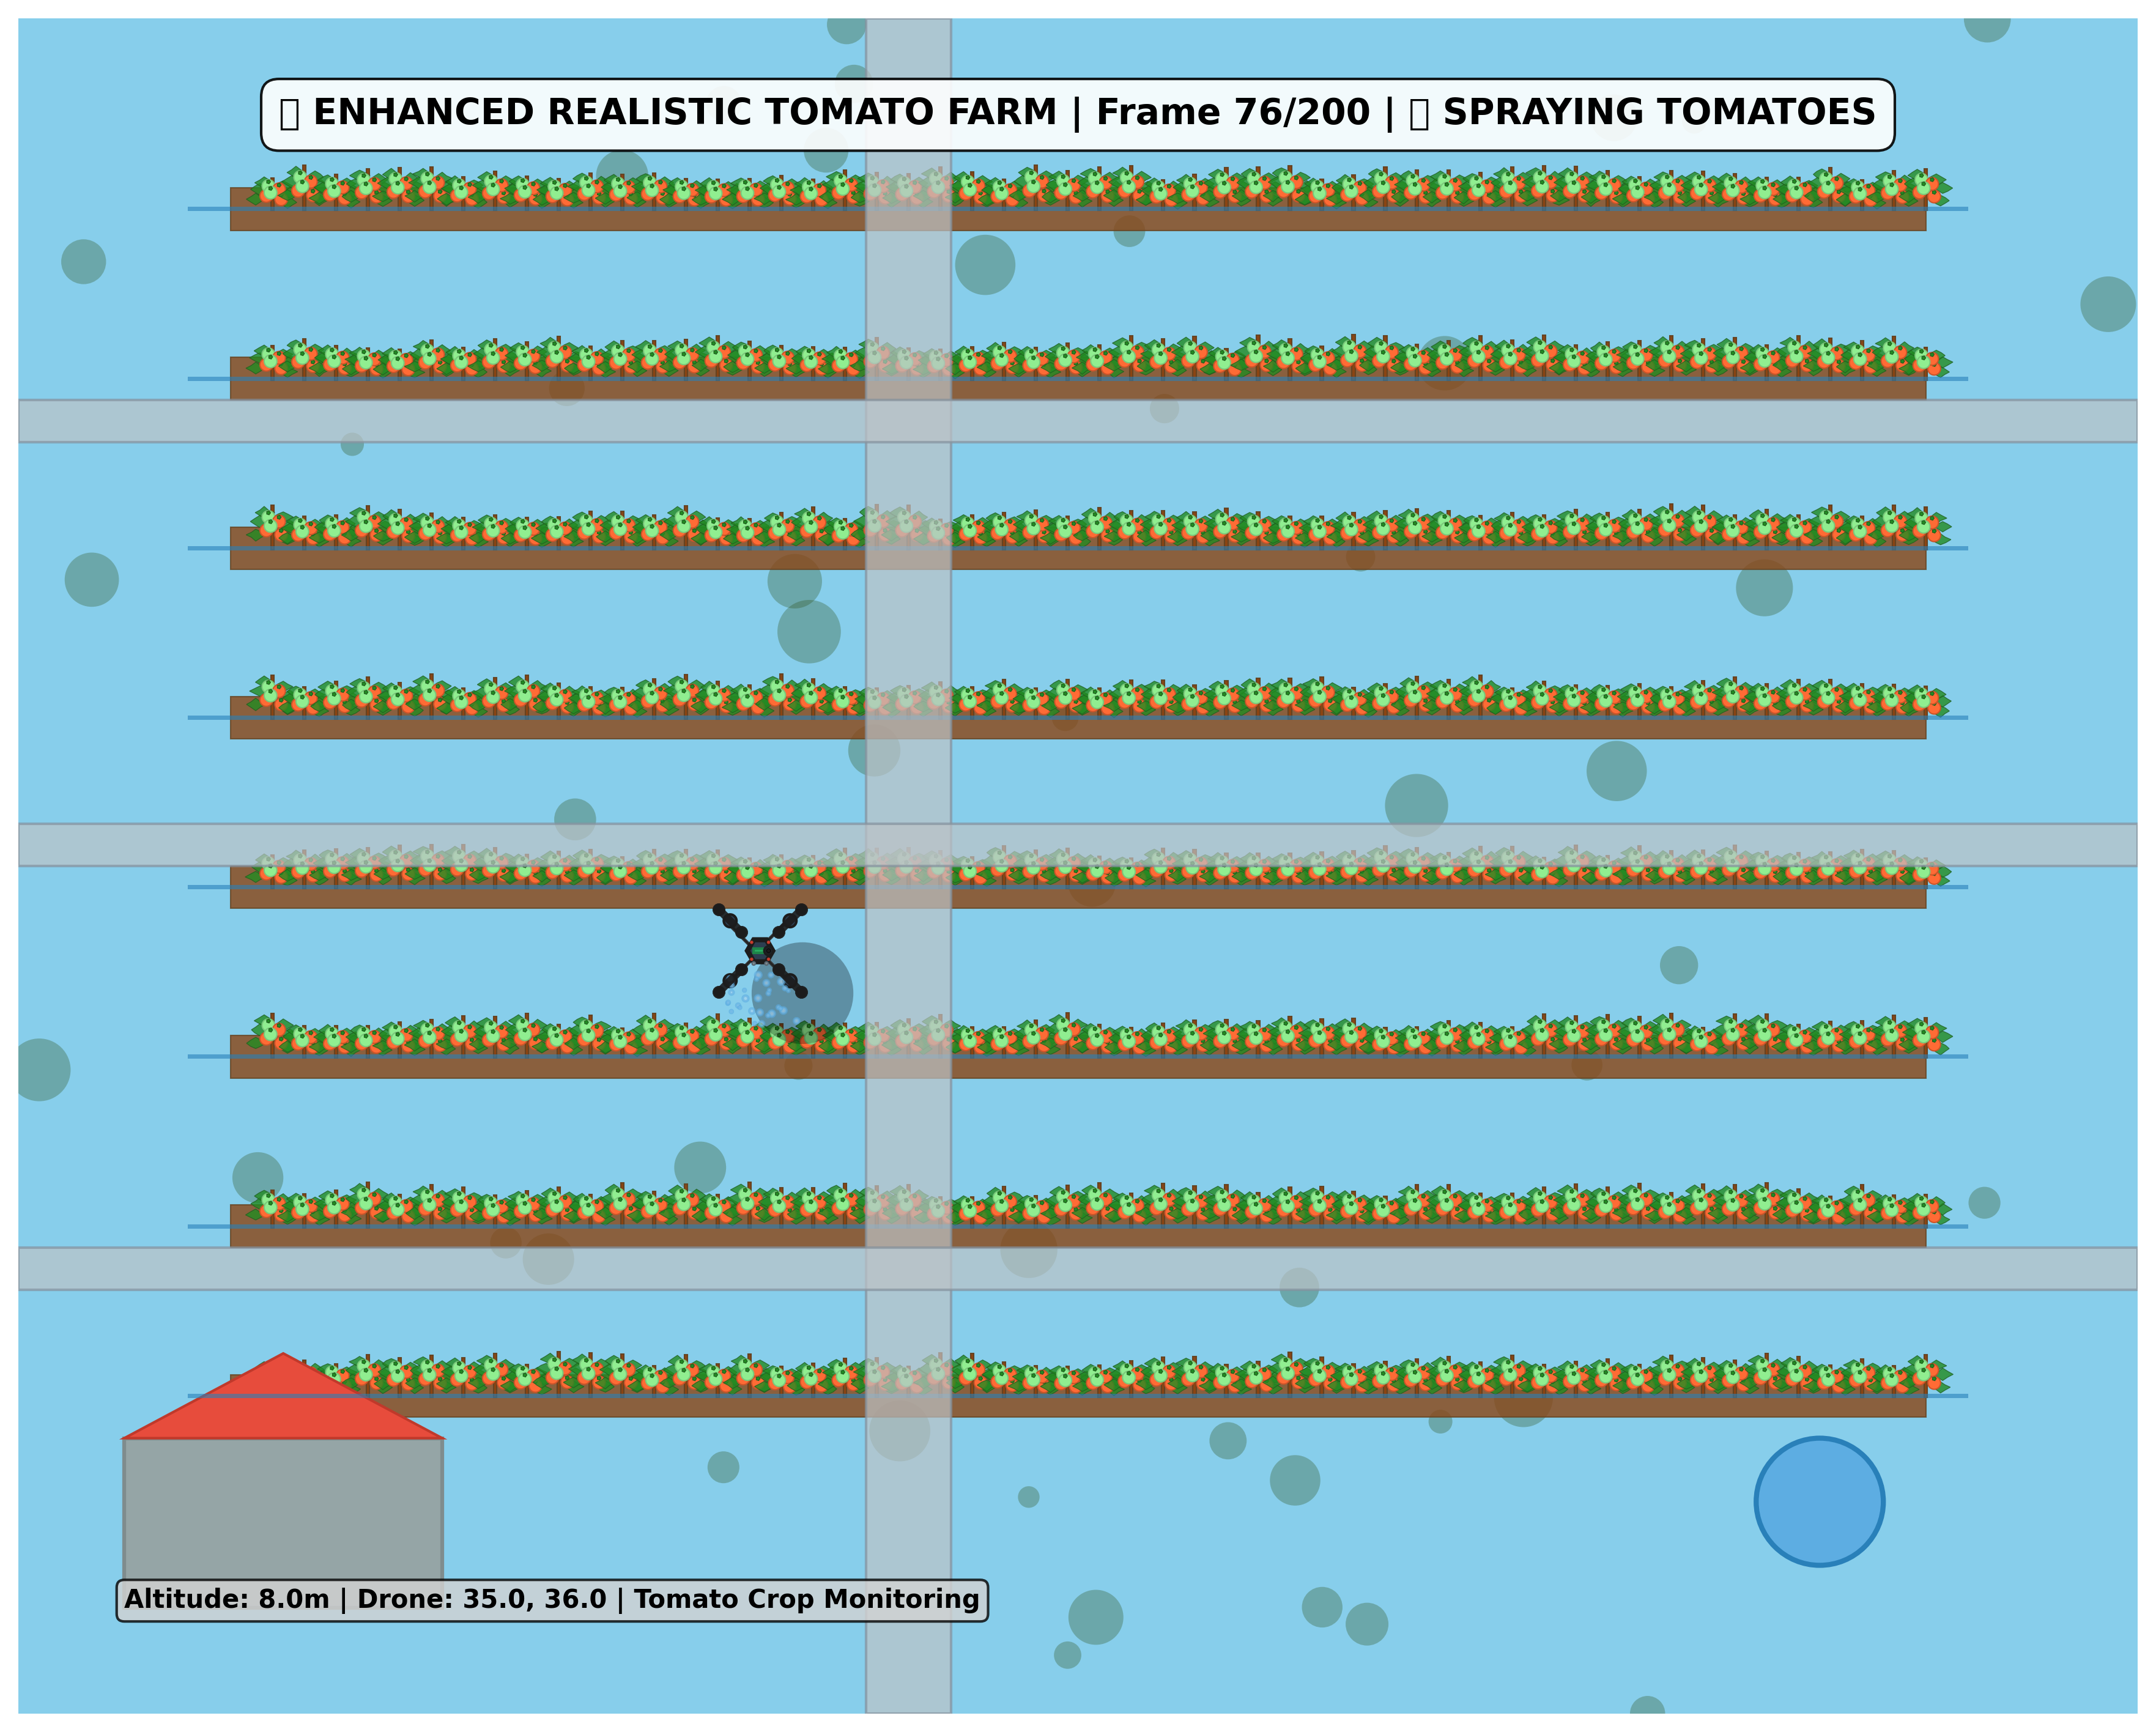 ▯ ENHANCED REALISTIC TOMATO FARM | Frame 76/200 | ▯ SPRAYING TOMATOES
Altitude: 8.0m | Drone: 35.0, 36.0 | Tomato Crop Monitoring